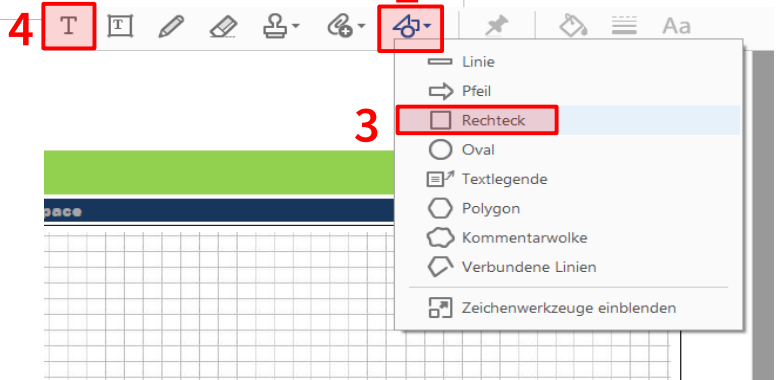 4 T T Aa
Linie
Pfeil
3 Rechteck
Oval
Textlegende
Polygon
Kommentarwolke
Verbundene Linien
Zeichenwerkzeuge einblenden
pace